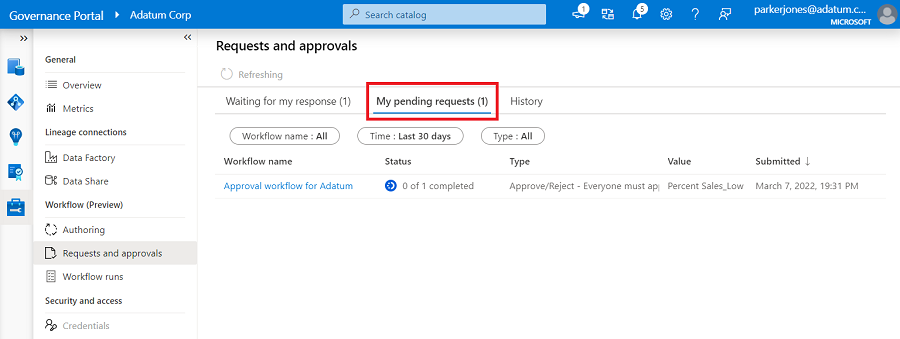 Governance Portal Adatum Corp
Search catalog
1
5
parkerjones@adatum.c...
MICROSOFT
General
Overview
Metrics
Lineage connections
Data Factory
Data Share
Workflow (Preview)
Authoring
Requests and approvals
Workflow runs
Security and access
Credentials
Requests and approvals
Refreshing
Waiting for my response (1) My pending requests (1) History
Workflow name : All Time : Last 30 days Type : All
Workflow name Status Type Value Submitted ↓
Approval workflow for Adatum 0 of 1 completed Approve/Reject - Everyone must ap Percent Sales_Low March 7, 2022, 19:31 PM